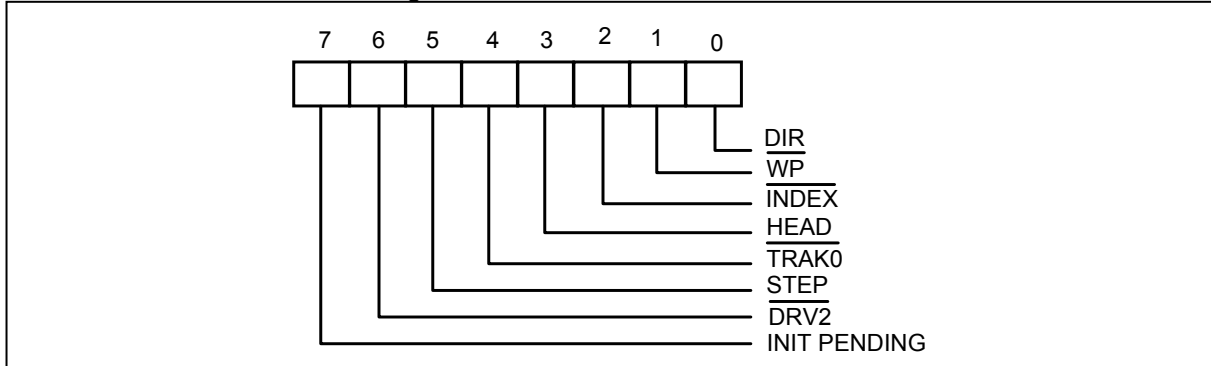 7 6 5 4 3 2 1 0
DIR
WP
INDEX
HEAD
TRAK0
STEP
DRV2
INIT PENDING